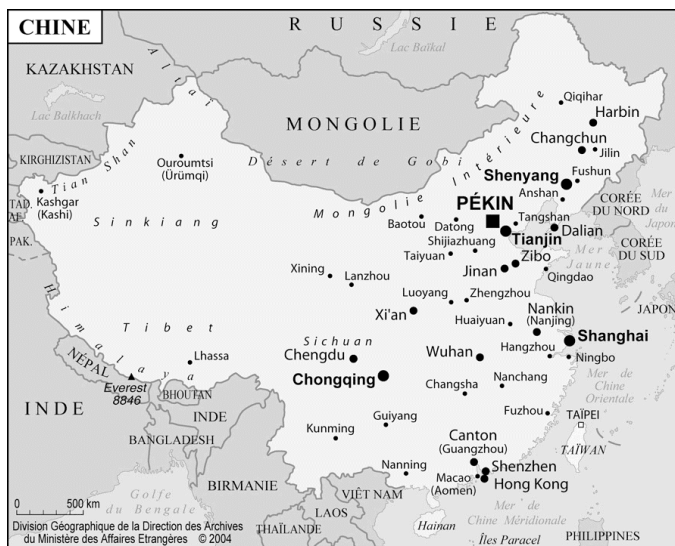 CHINE
RUSSIE
Lac Baïkal
KAZAKHSTAN
Altaï
Lac Balkhach
MONGOLIE
Qiqihar
Harbin
Changchun
Jilin
KIRGHIZISTAN
Tian Shan
Ouroumtsi
(Ürümqi)
Désert de Gobi
Mongolie Intérieure
Shenyang
Fushun
Anshan
TAD.
Kashgar
(Kashi)
AF.
PAK.
Sinkiang
PÉKIN
Baotou
Datong
Tangshan
Tianjin
Dalian
CORÉE
DU NORD
Mer
du
Japon
CORÉE
DU SUD
Shijiazhuang
Taiyuan
Zibo
Jinan
Mer
Jaune
Qingdao
Xining
Lanzhou
Luoyang
Zhengzhou
JAPON
Himalaya
Tibet
Xi'an
Huaiyuan
Nankin
(Nanjing)
Sichuan
Shanghai
Hangzhou
Ningbo
NÉPAL
Lhassa
Chengdu
Wuhan
Everest
8846
BHOUTAN
Chongqing
Changsha
Nanchang
Mer
de Chine
Orientale
INDE
INDE
Guiyang
Kunming
Fuzhou
TAÏPEI
TAÏWAN
BANGLADESH
Canton
(Guangzhou)
Nanning
Shenzhen
Macao
(Aomen)
Hong Kong
BIRMANIE
VIÊT NAM
Golfe
du Bengale
LAOS
Mer de
Chine Méridionale
0 500 km
Hainan
THAÏLANDE
Îles Paracel
PHILIPPINES
Division Géographique de la Direction des Archives
du Ministère des Affaires Etrangères © 2004